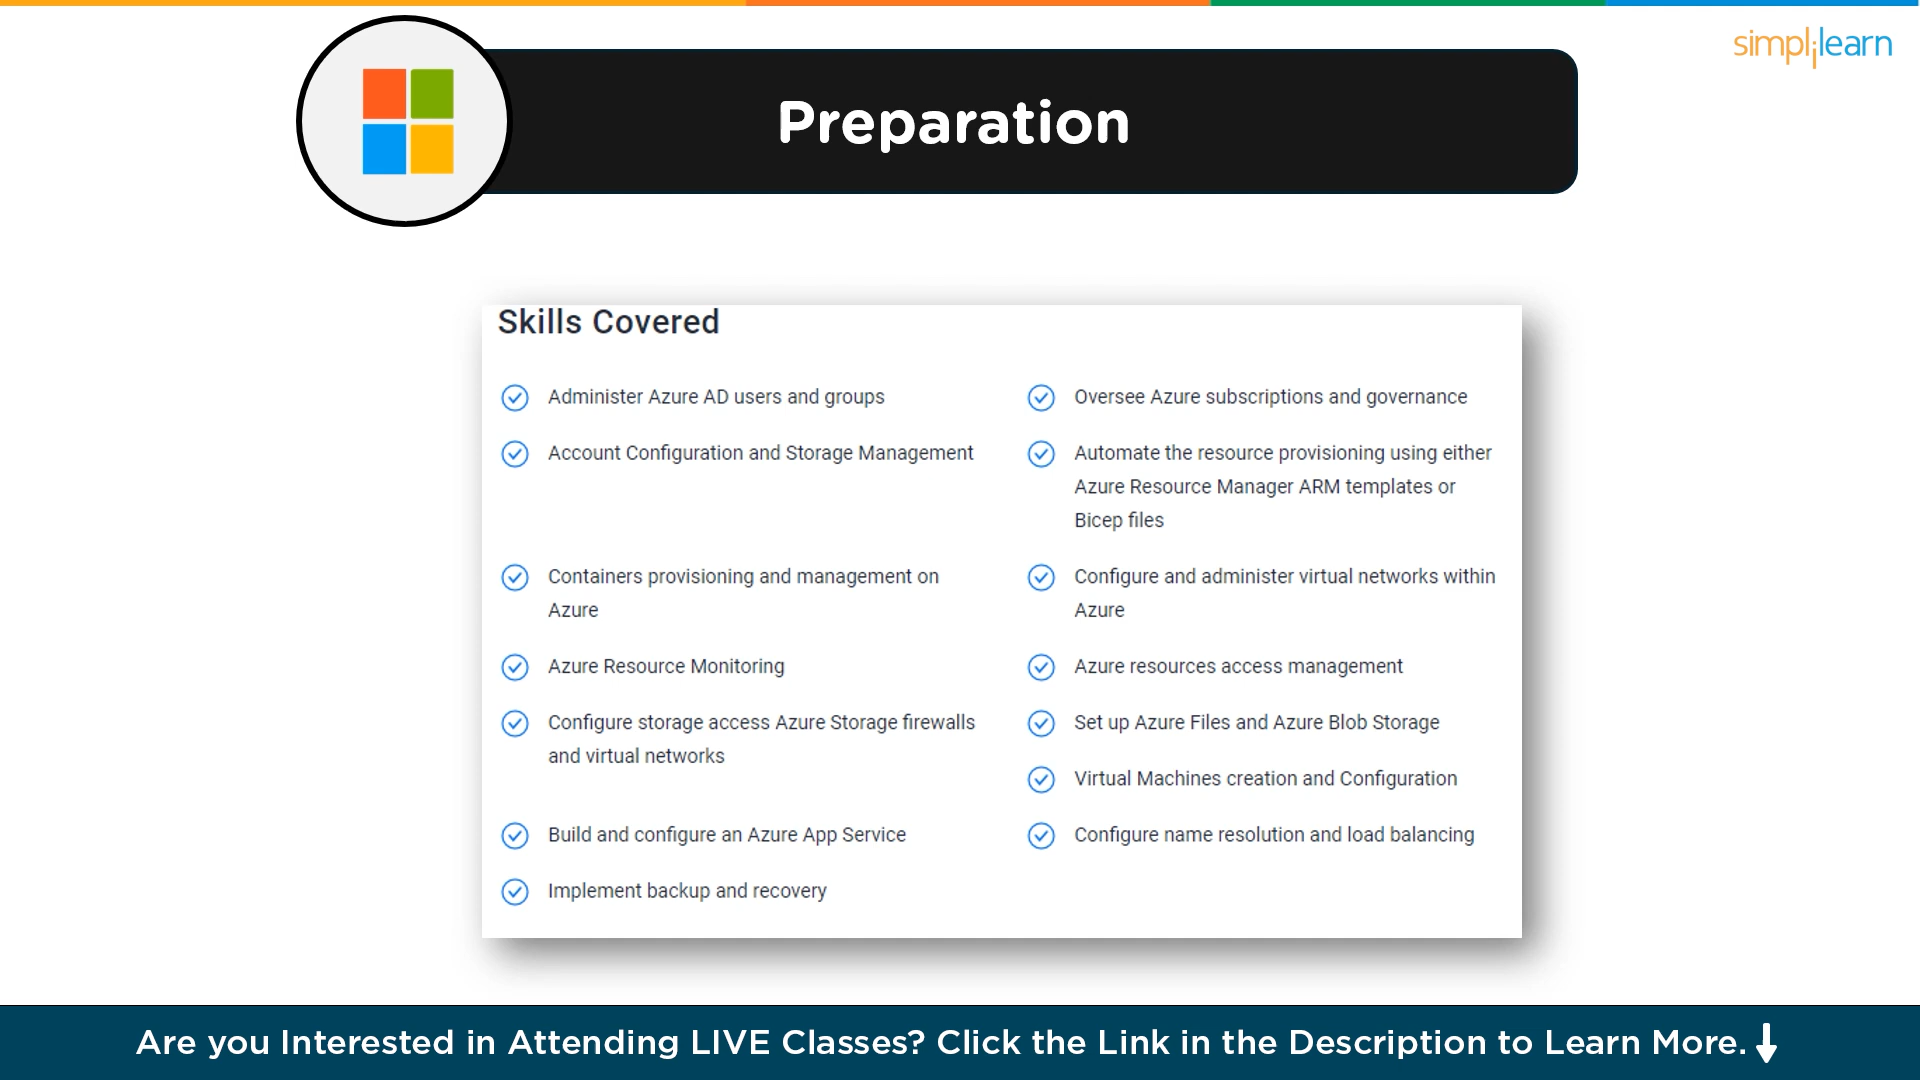 simplilearn
Preparation
Skills Covered
Administer Azure AD users and groups
Oversee Azure subscriptions and governance
Account Configuration and Storage Management
Automate the resource provisioning using either
Azure Resource Manager ARM templates or
Bicep files
Containers provisioning and management on
Azure
Configure and administer virtual networks within
Azure
Azure Resource Monitoring
Azure resources access management
Configure storage access Azure Storage firewalls
and virtual networks
Set up Azure Files and Azure Blob Storage
Virtual Machines creation and Configuration
Build and configure an Azure App Service
Configure name resolution and load balancing
Implement backup and recovery
Are you Interested in Attending LIVE Classes? Click the Link in the Description to Learn More.